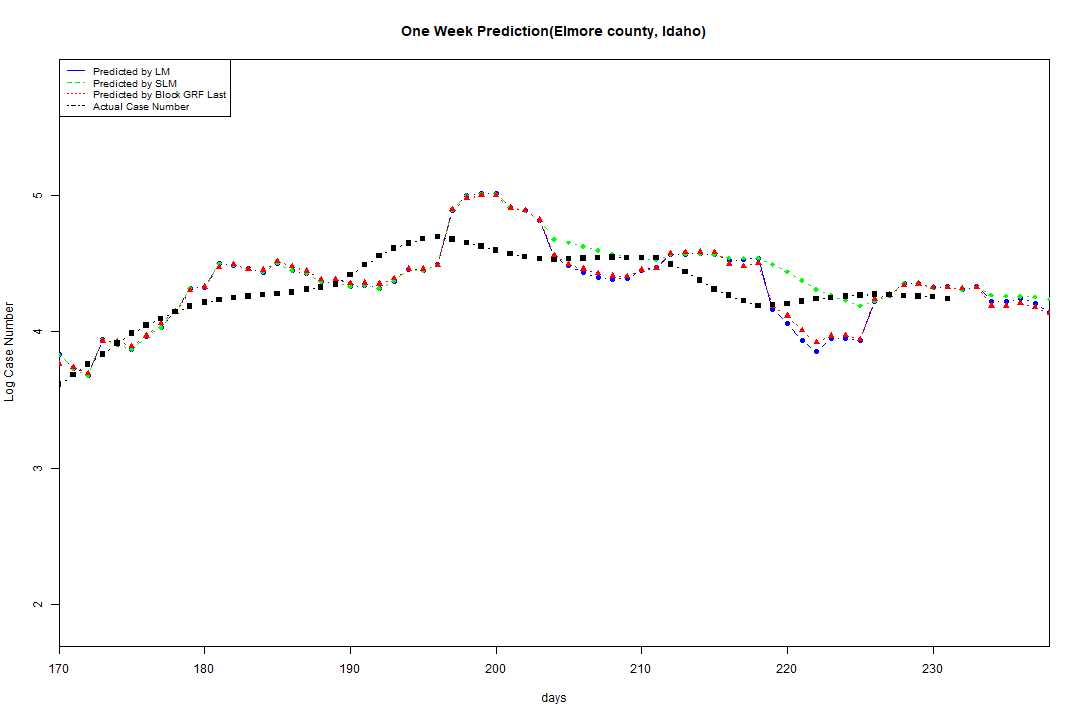 One Week Prediction(Elmore county, Idaho)
Predicted by LM
Predicted by SLM
Predicted by Block GRF Last
Actual Case Number
5
4
3
2
Log Case Number
170 180 190 200 210 220 230
days